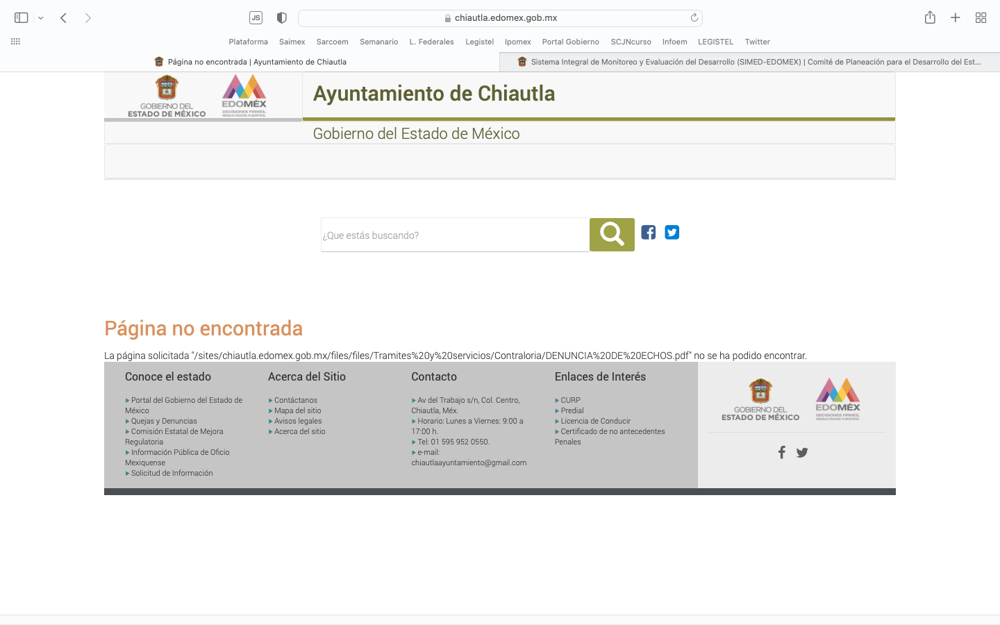 JS
chiautla.edomex.gob.mx
Plataforma Saimex Sarcoem Semanario L. Federales Legistel Ipomex Portal Gobierno SCJNcurso Infoem LEGISTEL Twitter
Página no encontrada | Ayuntamiento de Chiautla
Sistema Integral de Monitoreo y Evaluación del Desarrollo (SIMED-EDOMEX) | Comité de Planeación para el Desarrollo del Est...
GOBIERNO DEL
ESTADO DE MÉXICO
EDOMÉX
DECISIONES FIRMES,
RESULTADOS FUERTES.
Ayuntamiento de Chiautla
Gobierno del Estado de México
¿Que estás buscando?
Página no encontrada
La página solicitada "/sites/chiautla.edomex.gob.mx/files/files/Tramites%20y%20servicios/Contraloria/DENUNCIA%20DE%20ECHOS.pdf" no se ha podido encontrar.
Conoce el estado
Portal del Gobierno del Estado de
México
Quejas y Denuncias
Comisión Estatal de Mejora
Regulatoria
Información Pública de Oficio
Mexiquense
Solicitud de Información
Acerca del Sitio
Contáctanos
Mapa del sitio
Avisos legales
Acerca del sitio
Contacto
Av del Trabajo s/n, Col. Centro,
Chiautla, Méx.
Horario: Lunes a Viernes: 9:00 a
17:00 h.
Tel: 01 595 952 0550.
e-mail:
chiautlaayuntamiento@gmail.com
Enlaces de Interés
CURP
Predial
Licencia de Conducir
Certificado de no antecedentes
Penales
GOBIERNO DEL
ESTADO DE MÉXICO
EDOMÉX
DECISIONES FIRMES,
RESULTADOS FUERTES.